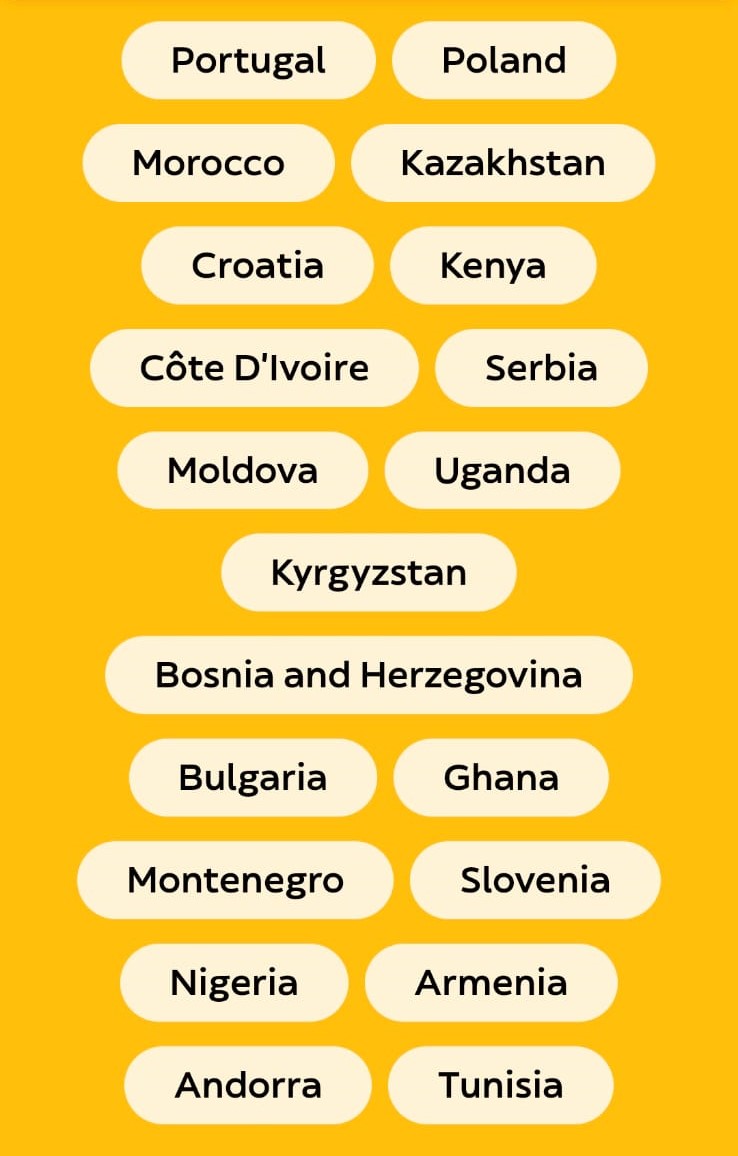 Portugal Poland
Morocco Kazakhstan
Croatia Kenya
Côte D'Ivoire Serbia
Moldova Uganda
Kyrgyzstan
Bosnia and Herzegovina
Bulgaria Ghana
Montenegro Slovenia
Nigeria Armenia
Andorra Tunisia